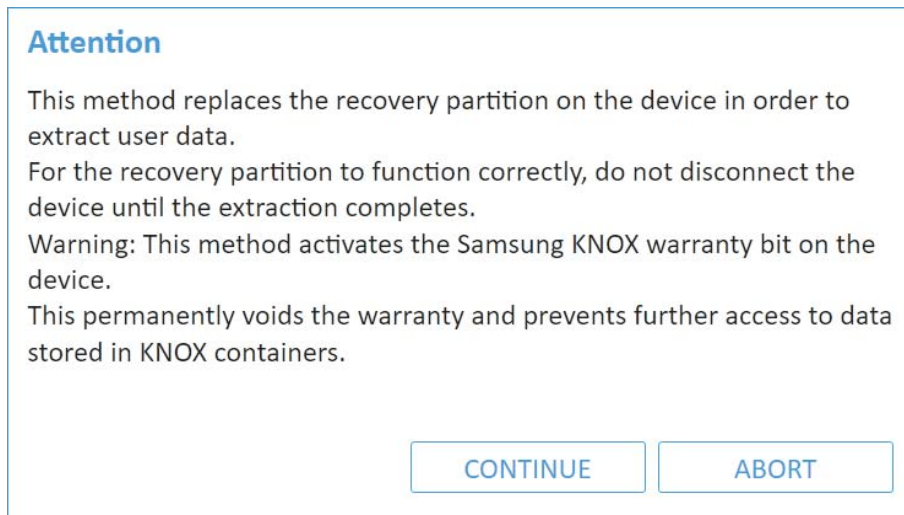 Attention
This method replaces the recovery partition on the device in order to
extract user data.
For the recovery partition to function correctly, do not disconnect the
device until the extraction completes.
Warning: This method activates the Samsung KNOX warranty bit on the
device.
This permanently voids the warranty and prevents further access to data
stored in KNOX containers.
CONTINUE
ABORT